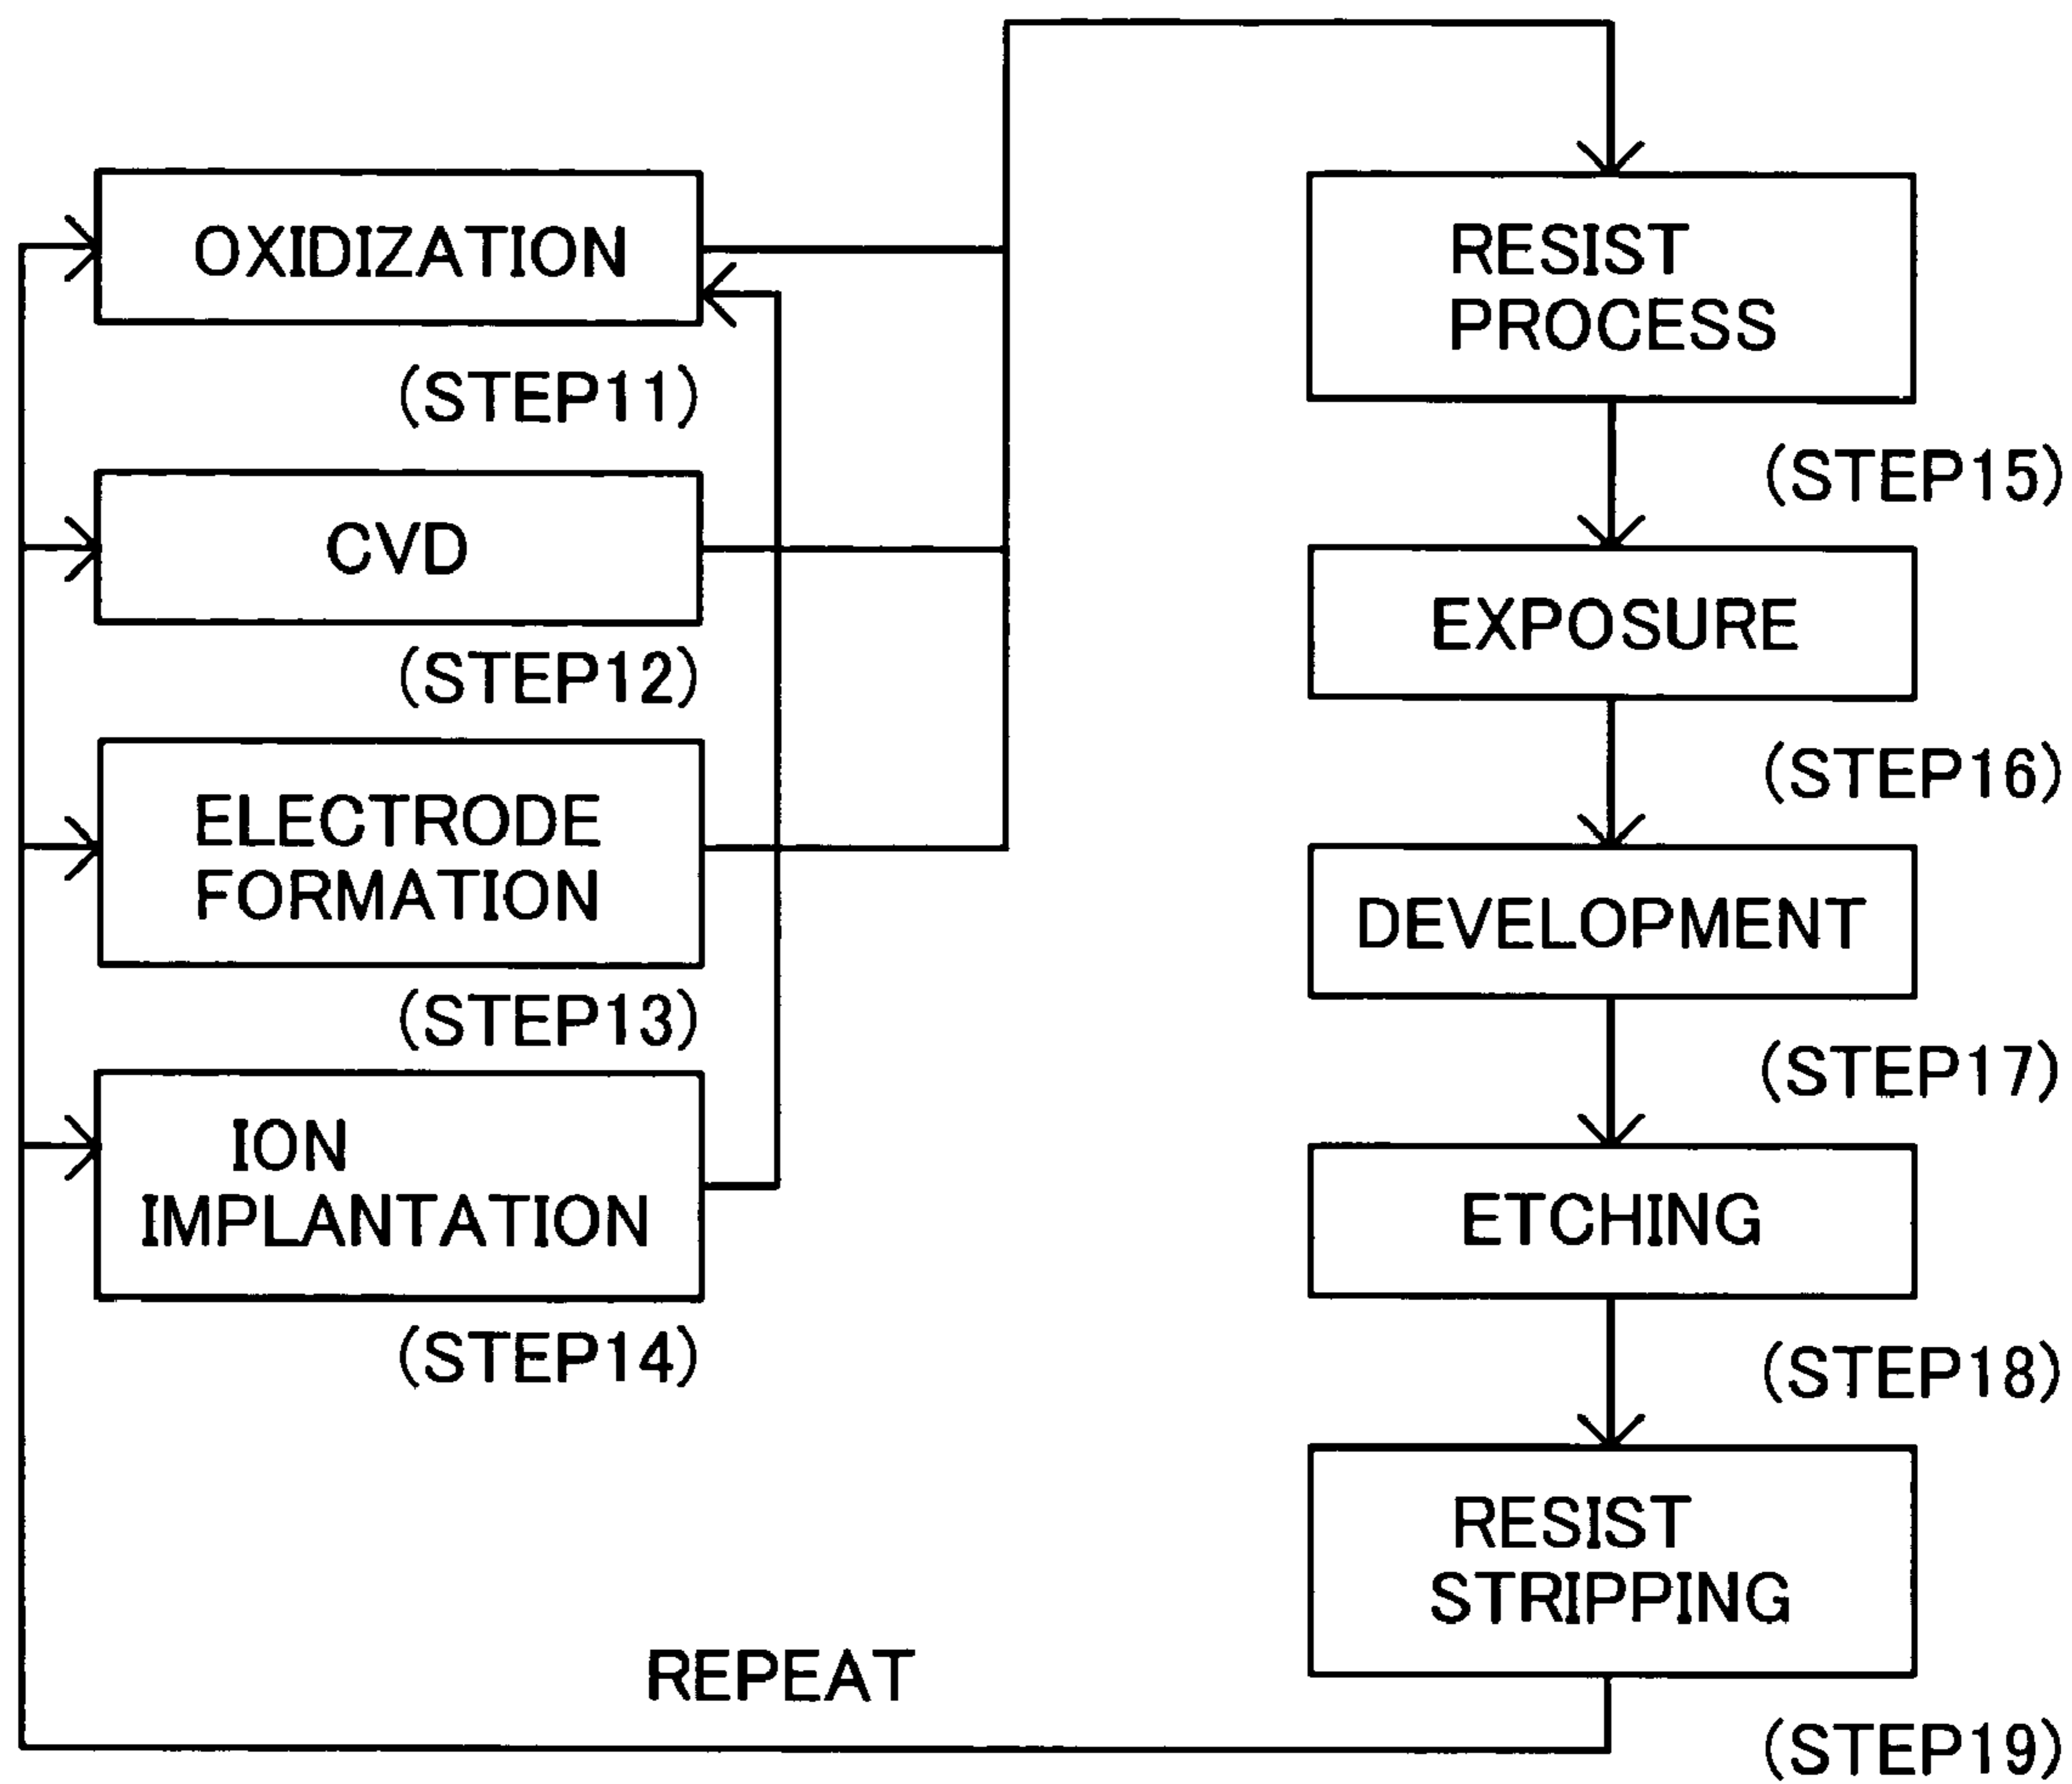 OXIDIZATION
(STEP11)
CVD
(STEP12)
ELECTRODE
FORMATION
(STEP13)
ION
IMPLANTATION
(STEP14)
RESIST
PROCESS
(STEP15)
EXPOSURE
(STEP16)
DEVELOPMENT
(STEP17)
ETCHING
(STEP18)
RESIST
STRIPPING
(STEP19)
REPEAT